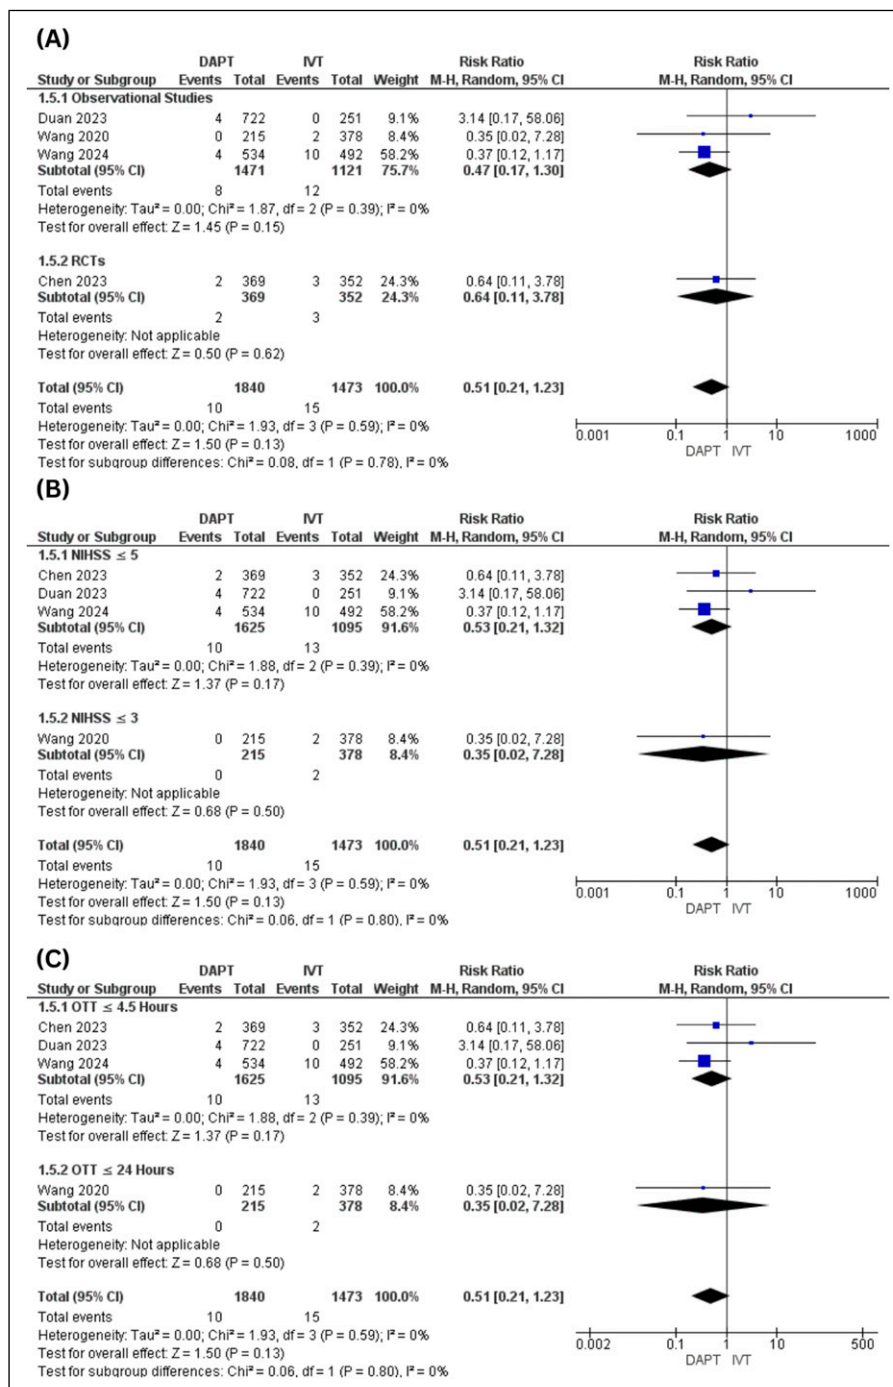 (A)
DAPT IVT Risk Ratio Risk Ratio
Study or Subgroup Events Total Events Total Weight M-H, Random, 95% CI M-H, Random, 95% CI
1.5.1 Observational Studies
Duan 2023 4 722 0 251 9.1% 3.14 [0.17, 58.06]
Wang 2020 0 215 2 378 8.4% 0.35 [0.02, 7.28]
Wang 2024 4 534 10 492 58.2% 0.37 [0.12, 1.17]
Subtotal (95% CI) 1471 1121 75.7% 0.47 [0.17, 1.30]
Total events 8 12
Heterogeneity: Tau² = 0.00; Chi² = 1.87, df = 2 (P = 0.39); I² = 0%
Test for overall effect: Z = 1.45 (P = 0.15)
1.5.2 RCTs
Chen 2023 2 369 3 352 24.3% 0.64 [0.11, 3.78]
Subtotal (95% CI) 369 352 24.3% 0.64 [0.11, 3.78]
Total events 2 3
Heterogeneity: Not applicable
Test for overall effect: Z = 0.50 (P = 0.62)
Total (95% CI) 1840 1473 100.0% 0.51 [0.21, 1.23]
Total events 10 15
Heterogeneity: Tau² = 0.00; Chi² = 1.93, df = 3 (P = 0.59); I² = 0%
Test for overall effect: Z = 1.50 (P = 0.13)
Test for subgroup differences: Chi² = 0.08, df = 1 (P = 0.78), I² = 0%
0.001 0.1 1 10 1000
DAPT IVT
(B)
DAPT IVT Risk Ratio Risk Ratio
Study or Subgroup Events Total Events Total Weight M-H, Random, 95% CI M-H, Random, 95% CI
1.5.1 NIHSS ≤ 5
Chen 2023 2 369 3 352 24.3% 0.64 [0.11, 3.78]
Duan 2023 4 722 0 251 9.1% 3.14 [0.17, 58.06]
Wang 2024 4 534 10 492 58.2% 0.37 [0.12, 1.17]
Subtotal (95% CI) 1625 1095 91.6% 0.53 [0.21, 1.32]
Total events 10 13
Heterogeneity: Tau² = 0.00; Chi² = 1.88, df = 2 (P = 0.39); I² = 0%
Test for overall effect: Z = 1.37 (P = 0.17)
1.5.2 NIHSS ≤ 3
Wang 2020 0 215 2 378 8.4% 0.35 [0.02, 7.28]
Subtotal (95% CI) 215 378 8.4% 0.35 [0.02, 7.28]
Total events 0 2
Heterogeneity: Not applicable
Test for overall effect: Z = 0.68 (P = 0.50)
Total (95% CI) 1840 1473 100.0% 0.51 [0.21, 1.23]
Total events 10 15
Heterogeneity: Tau² = 0.00; Chi² = 1.93, df = 3 (P = 0.59); I² = 0%
Test for overall effect: Z = 1.50 (P = 0.13)
Test for subgroup differences: Chi² = 0.06, df = 1 (P = 0.80), I² = 0%
0.001 0.1 1 10 1000
DAPT IVT
(C)
DAPT IVT Risk Ratio Risk Ratio
Study or Subgroup Events Total Events Total Weight M-H, Random, 95% CI M-H, Random, 95% CI
1.5.1 OTT ≤ 4.5 Hours
Chen 2023 2 369 3 352 24.3% 0.64 [0.11, 3.78]
Duan 2023 4 722 0 251 9.1% 3.14 [0.17, 58.06]
Wang 2024 4 534 10 492 58.2% 0.37 [0.12, 1.17]
Subtotal (95% CI) 1625 1095 91.6% 0.53 [0.21, 1.32]
Total events 10 13
Heterogeneity: Tau² = 0.00; Chi² = 1.88, df = 2 (P = 0.39); I² = 0%
Test for overall effect: Z = 1.37 (P = 0.17)
1.5.2 OTT ≤ 24 Hours
Wang 2020 0 215 2 378 8.4% 0.35 [0.02, 7.28]
Subtotal (95% CI) 215 378 8.4% 0.35 [0.02, 7.28]
Total events 0 2
Heterogeneity: Not applicable
Test for overall effect: Z = 0.68 (P = 0.50)
Total (95% CI) 1840 1473 100.0% 0.51 [0.21, 1.23]
Total events 10 15
Heterogeneity: Tau² = 0.00; Chi² = 1.93, df = 3 (P = 0.59); I² = 0%
Test for overall effect: Z = 1.50 (P = 0.13)
Test for subgroup differences: Chi² = 0.06, df = 1 (P = 0.80), I² = 0%
0.002 0.1 1 10 500
DAPT IVT